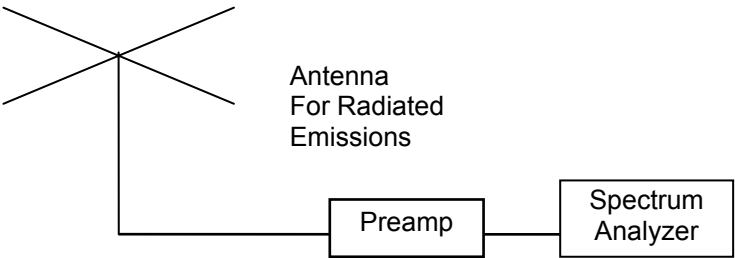 Antenna
For Radiated
Emissions
Preamp
Spectrum
Analyzer